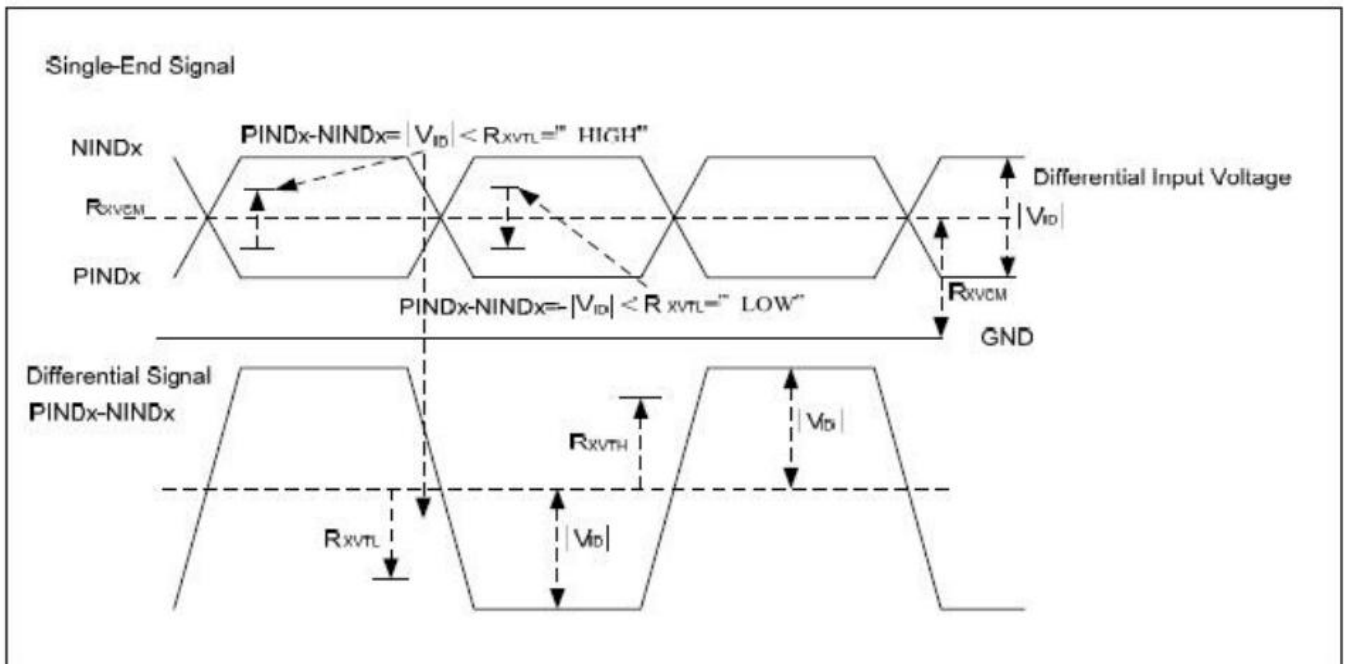 Single-End Signal
PINDx-NINDx=|VID|<RXVTL="' HIGH"
NINDx
Differential Input Voltage
RXVCM
|VID|
PINDx
RXVCM
PINDx-NINDx=-|VID|<RXVTL="' LOW"
GND
Differential Signal
PINDx-NINDx
|VID|
RXVTH
RXVTL
|VID|